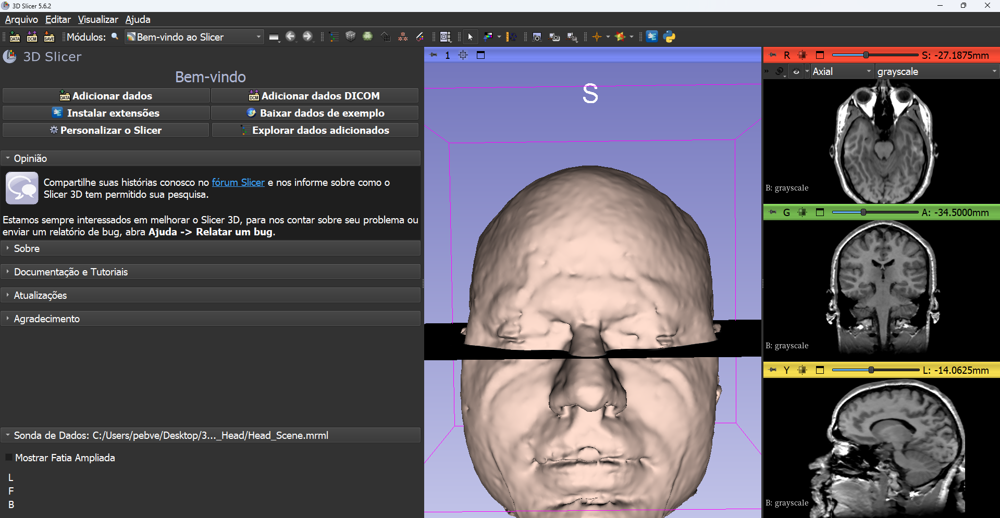 3D Slicer 5.6.2
Arquivo Editar Visualizar Ajuda
DATA DCM SAVE Módulos: Bem-vindo ao Slicer
3D Slicer
Bem-vindo
DATA Adicionar dados
DCM Adicionar dados DICOM
Instalar extensões
Baixar dados de exemplo
Personalizar o Slicer
Explorar dados adicionados
Opinião
Compartilhe suas histórias conosco no fórum Slicer e nos informe sobre como o
Slicer 3D tem permitido sua pesquisa.
Estamos sempre interessados em melhorar o Slicer 3D, para nos contar sobre seu problema ou
enviar um relatório de bug, abra Ajuda -> Relatar um bug.
Sobre
Documentação e Tutoriais
Atualizações
Agradecimento
Sonda de Dados: C:/Users/pebve/Desktop/3..._Head/Head_Scene.mrml
Mostrar Fatia Ampliada
L
F
B
1
S
R S: -27.1875mm
» Axial grayscale
B: grayscale
G A: -34.5000mm
B: grayscale
Y L: -14.0625mm
B: grayscale